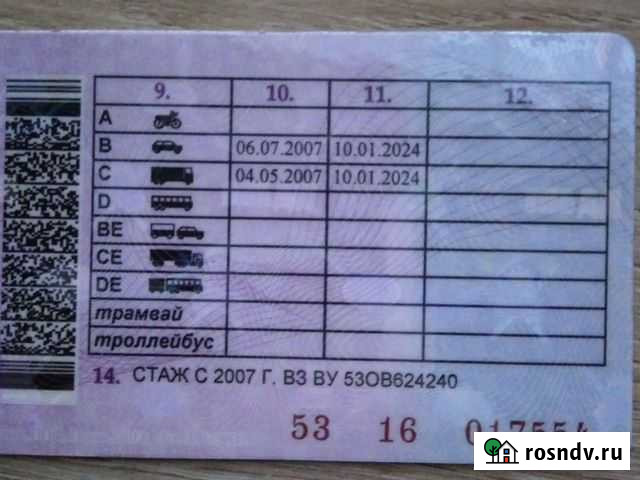 9. 10. 11. 12.
A
B 06.07.2007 10.01.2024
C 04.05.2007 10.01.2024
D
BE
CE
DE
трамвай
троллейбус
14. СТАЖ С 2007 Г. ВЗ ВУ 53ОВ624240
53 16
rosndv.ru